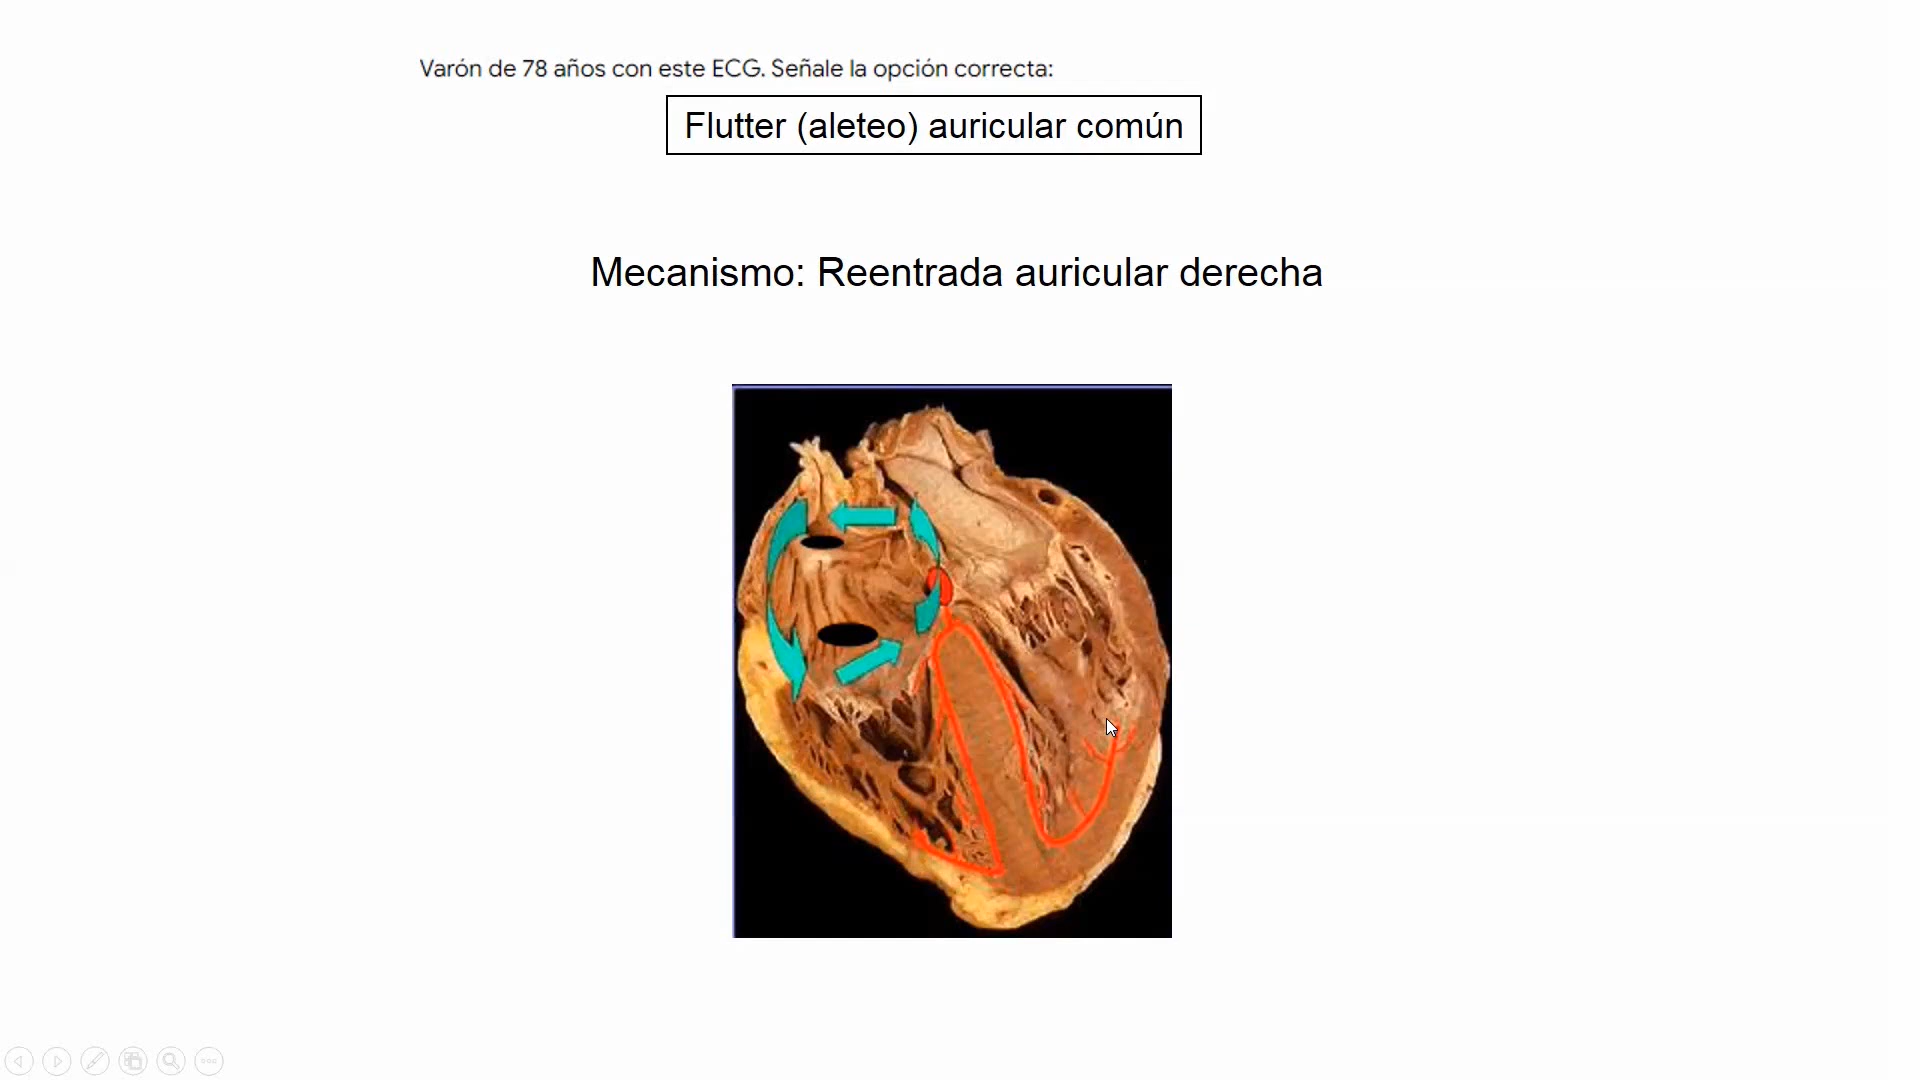 Varón de 78 años con este ECG. Señale la opción correcta:
Flutter (aleteo) auricular común
Mecanismo: Reentrada auricular derecha